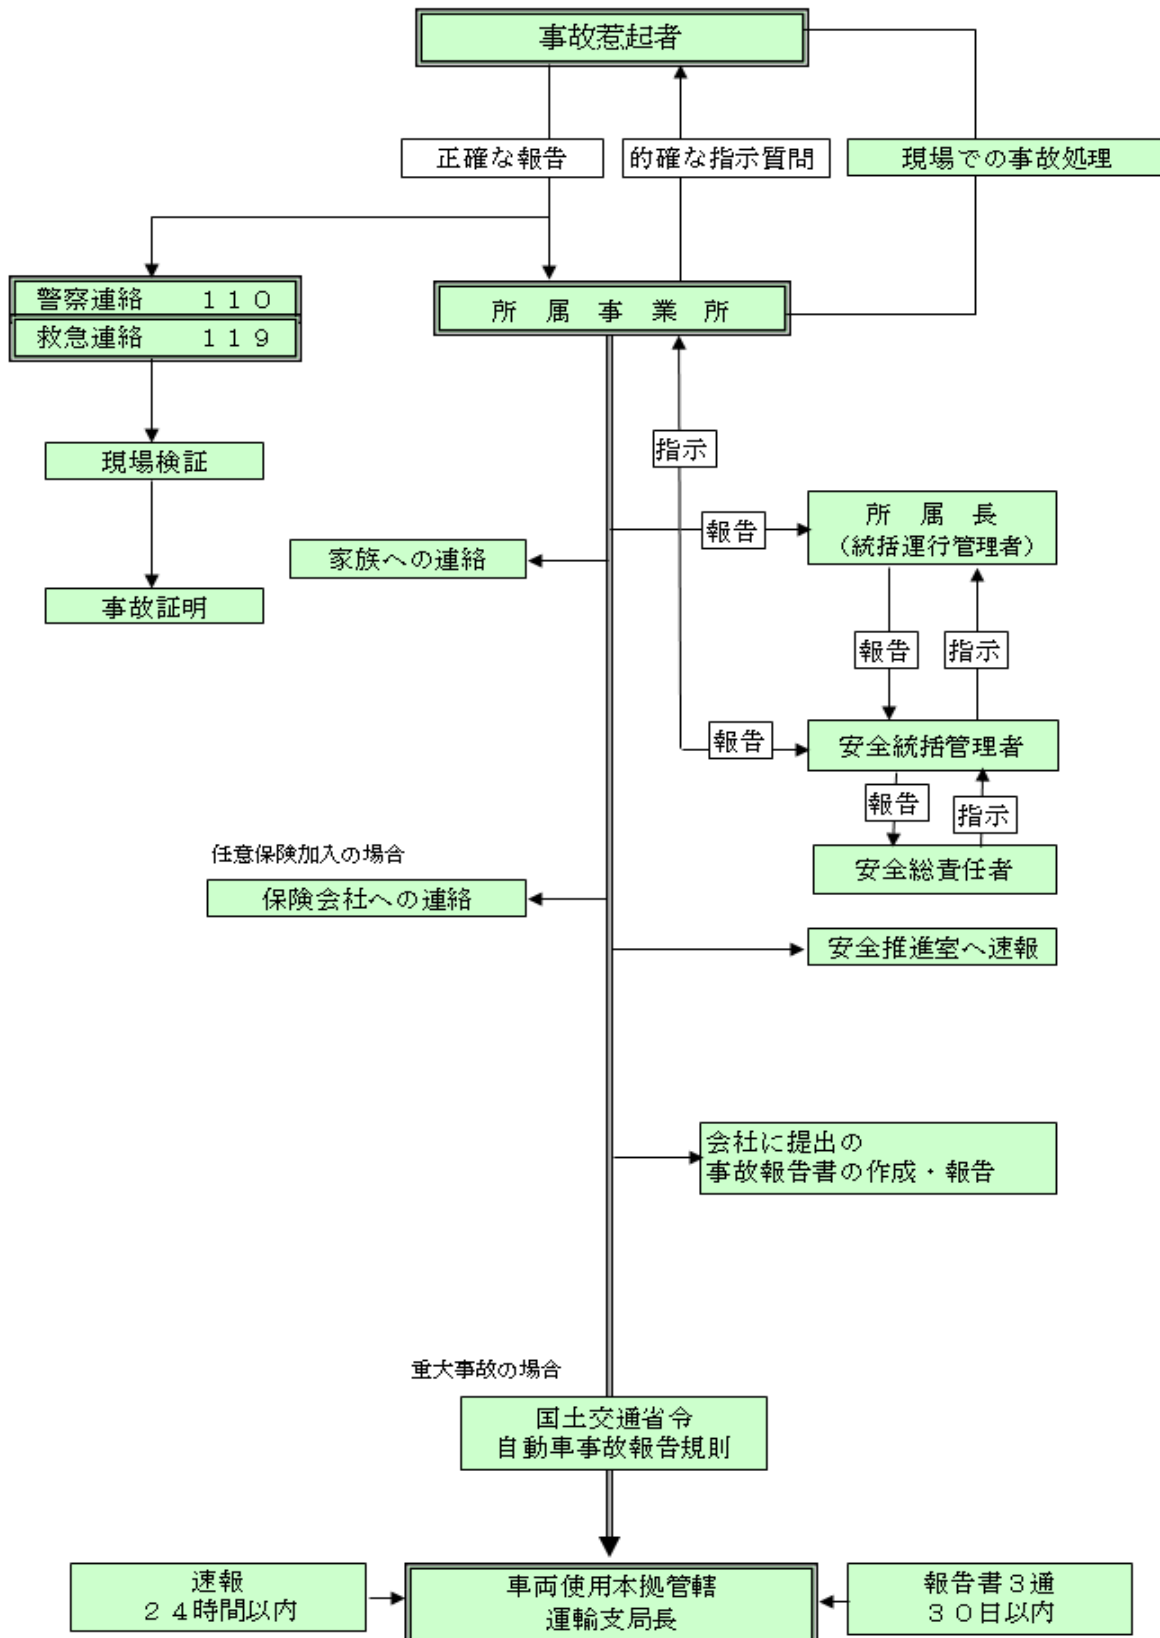 事故惹起者
正確な報告
的確な指示質問
現場での事故処理
警察連絡　　１１０
救急連絡　　１１９
所　属　事　業　所
現場検証
指示
報告
所　属　長
（統括運行管理者）
家族への連絡
事故証明
報告
指示
報告
安全統括管理者
報告
指示
任意保険加入の場合
安全総責任者
保険会社への連絡
安全推進室へ速報
会社に提出の
事故報告書の作成・報告
重大事故の場合
国土交通省令
自動車事故報告規則
速報
２４時間以内
車両使用本拠管轄
運輸支局長
報告書３通
３０日以内